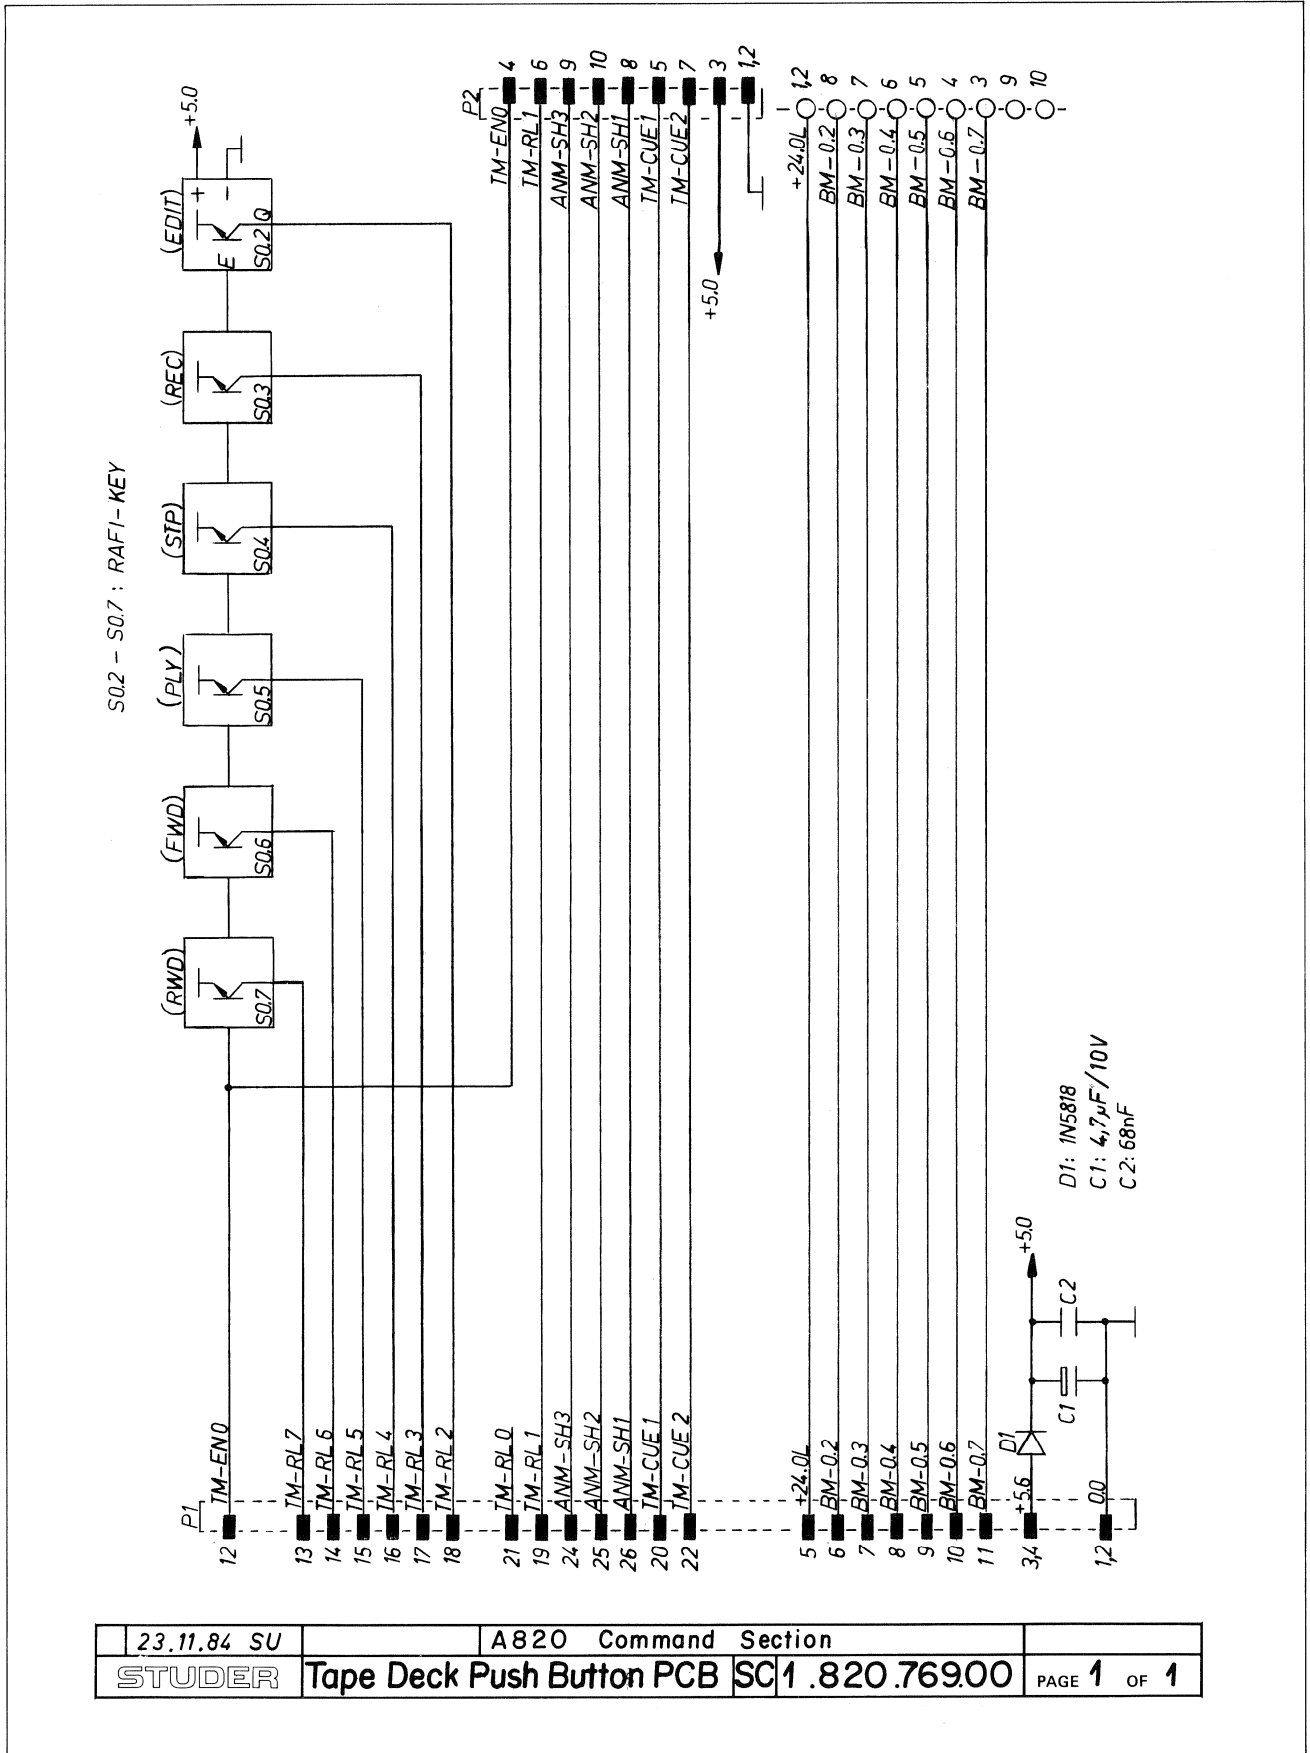 S0.2 – S0.7 : RAFI-KEY
(RWD)
S0.7
(FWD)
S0.6
(PLY)
S0.5
(STP)
S0.4
(REC)
S0.3
(EDIT)
S0.2
E
Q
+
-
+5.0
P1
12 TM-EN0
13 TM-RL7
14 TM-RL6
15 TM-RL5
16 TM-RL4
17 TM-RL3
18 TM-RL2
21 TM-RL0
19 TM-RL1
24 ANM-SH3
25 ANM-SH2
26 ANM-SH1
20 TM-CUE1
22 TM-CUE2
5 +24.0L
6 BM-0.2
7 BM-0.3
8 BM-0.4
9 BM-0.5
10 BM-0.6
11 BM-0.7
3,4 +5.6
1,2 0.0
D1
C1
C2
+5.0
P2
TM-EN0 4
TM-RL1 6
ANM-SH3 9
ANM-SH2 10
ANM-SH1 8
TM-CUE1 5
TM-CUE2 7
3
1,2
+5.0
+24.0L 1,2
BM-0.2 8
BM-0.3 7
BM-0.4 6
BM-0.5 5
BM-0.6 4
BM-0.7 3
9
10
D1: 1N5818
C1: 4,7µF/10V
C2: 68nF
23.11.84 SU
A820 Command Section
STUDER
Tape Deck Push Button PCB
SC
1.820.769.00
PAGE 1 OF 1